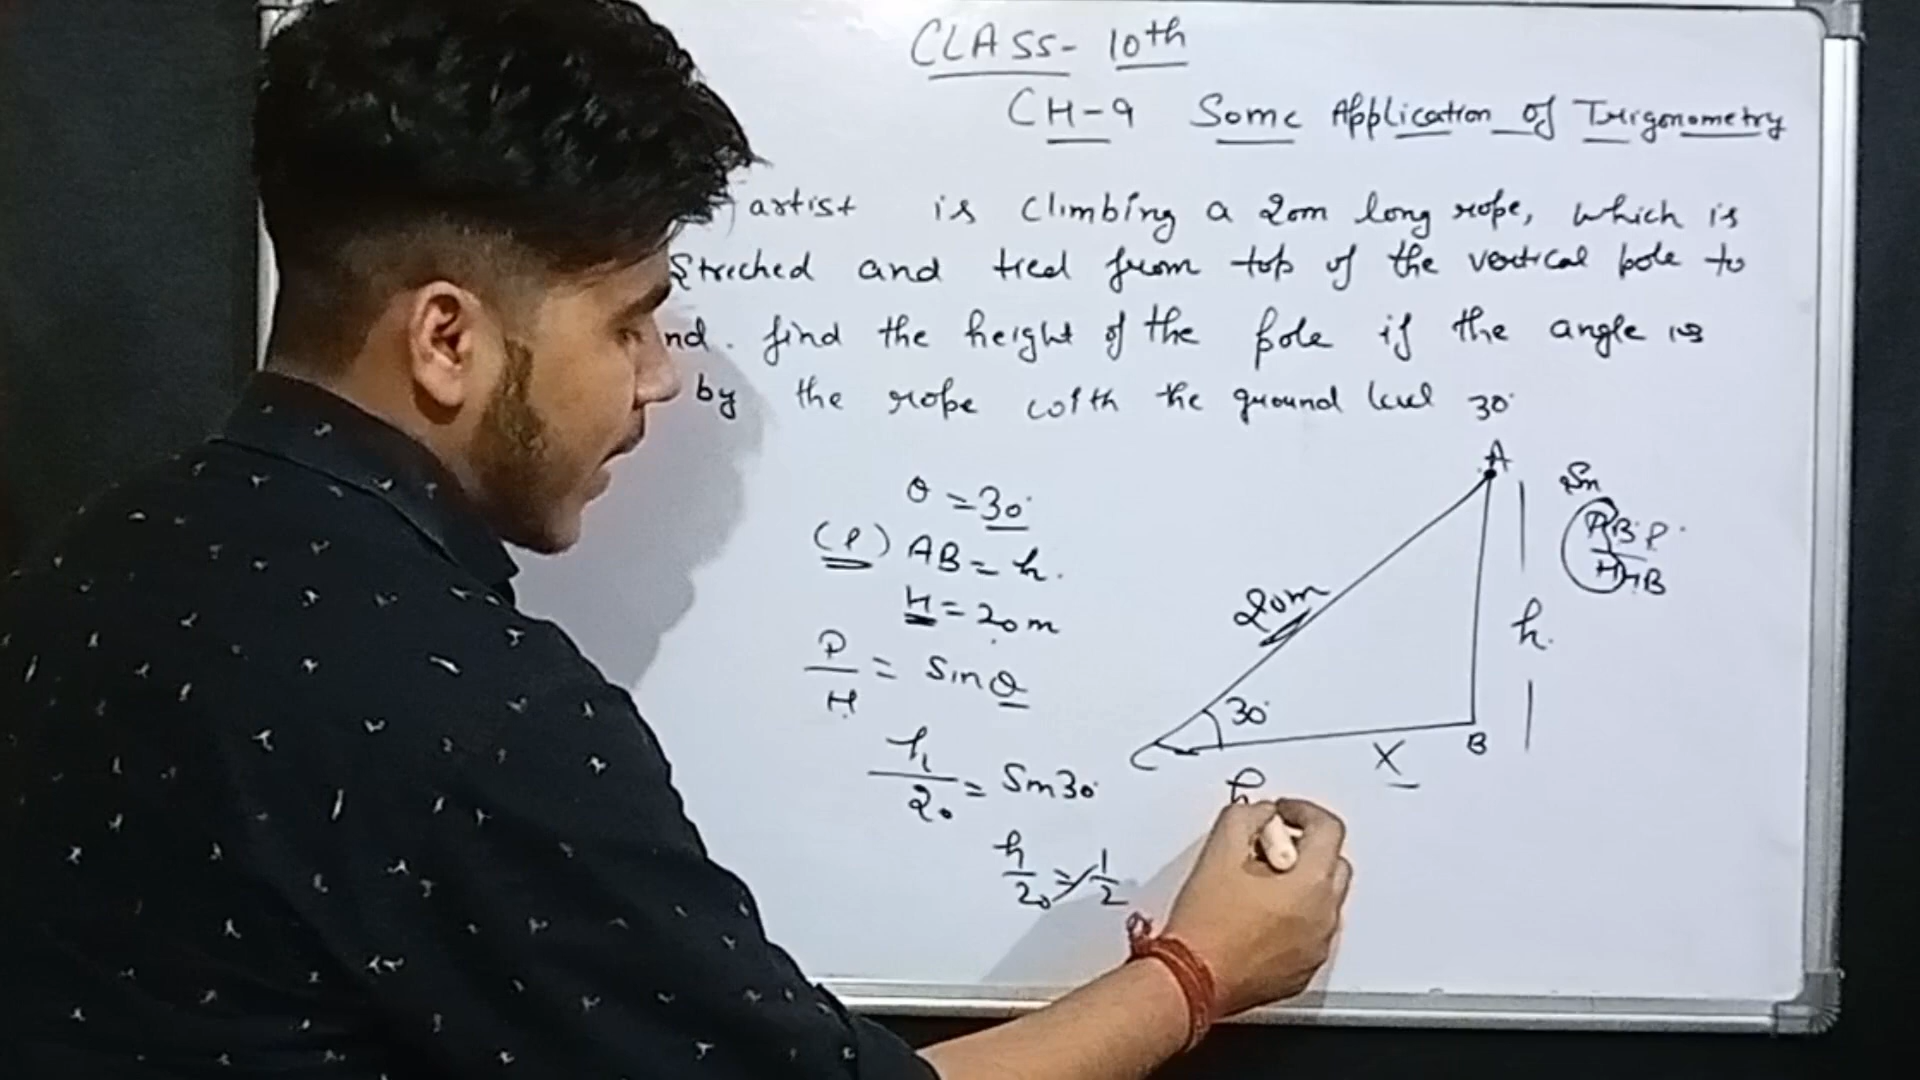 CLASS- 10th
CH-9 Some Application of Trigonometry
artist is climbing a 20m long rope, which is
Streched and tied from top of the vertical pole to
nd. find the height of the pole if the angle is
by the rope with the ground level 30°
θ = 30°
(P) AB = h.
H = 20m
P/H = Sinθ
h/20 = Sin30°
h/20 = 1/2
A
20m
30°
C
B
X
h.
h
Sn
P B P
H H B